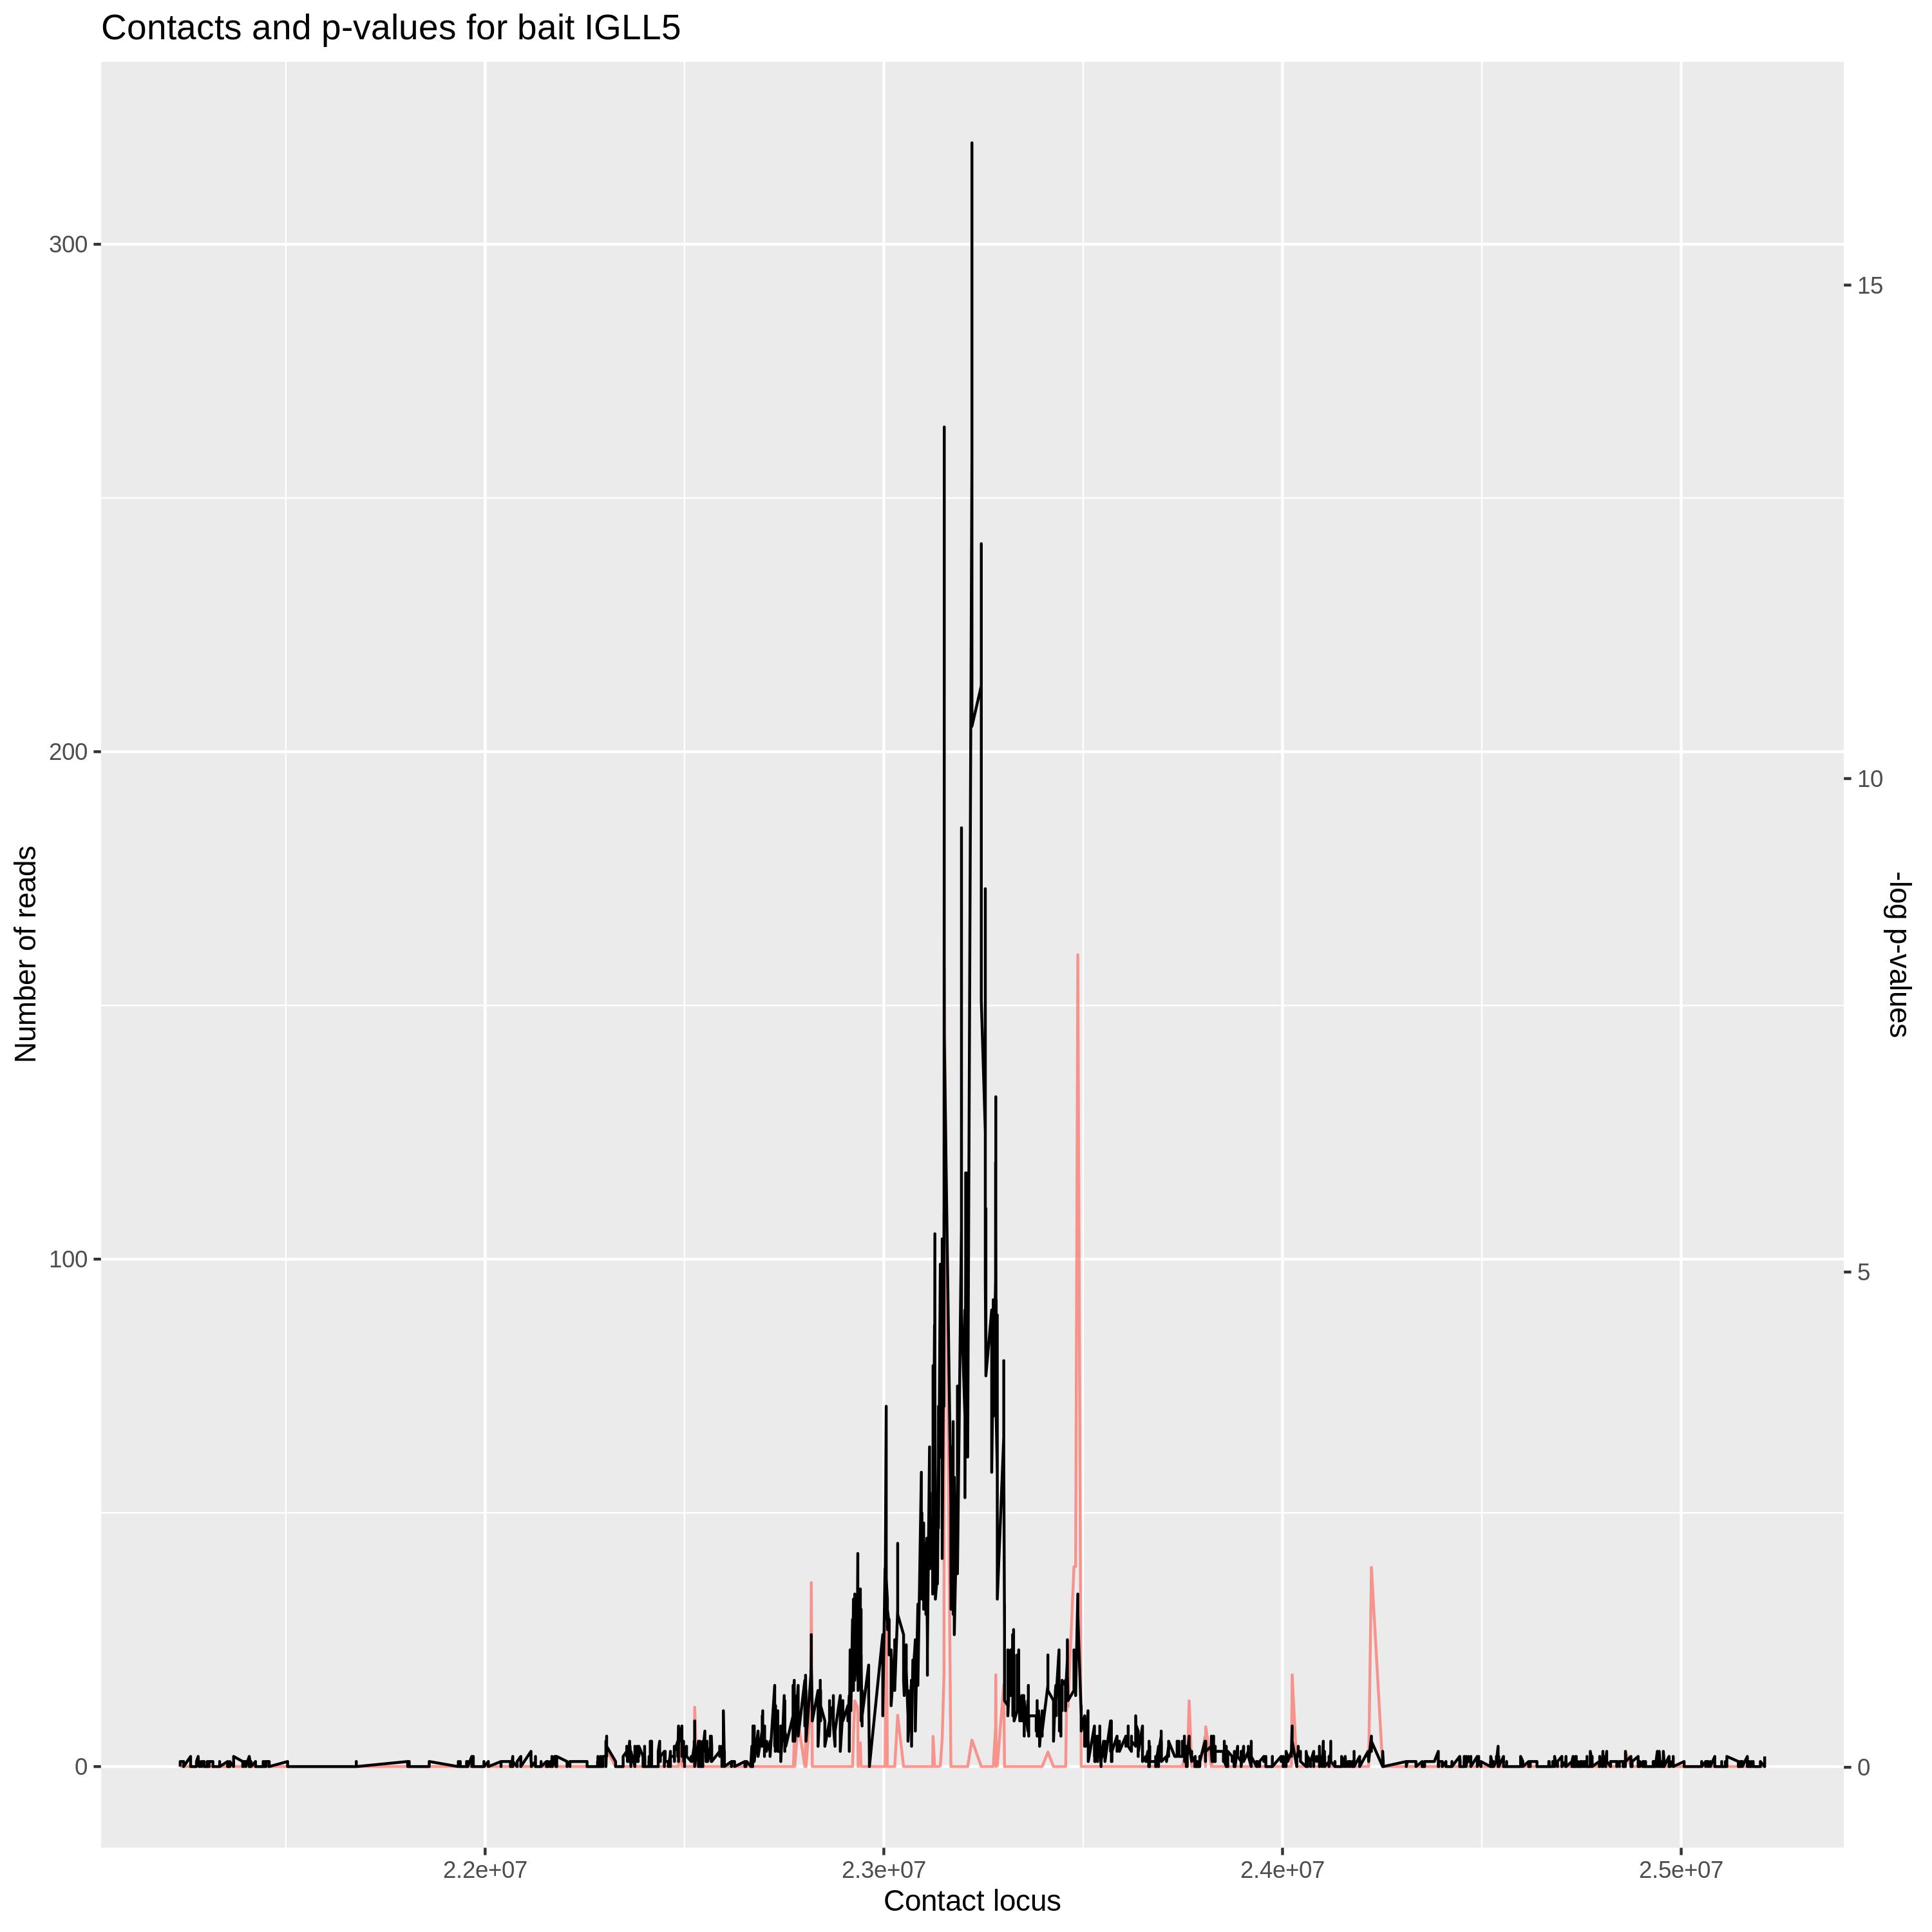 Contacts and p-values for bait IGLL5
300
200
100
0
Number of reads
15
10
5
0
-log p-values
2.2e+07
2.3e+07
2.4e+07
2.5e+07
Contact locus